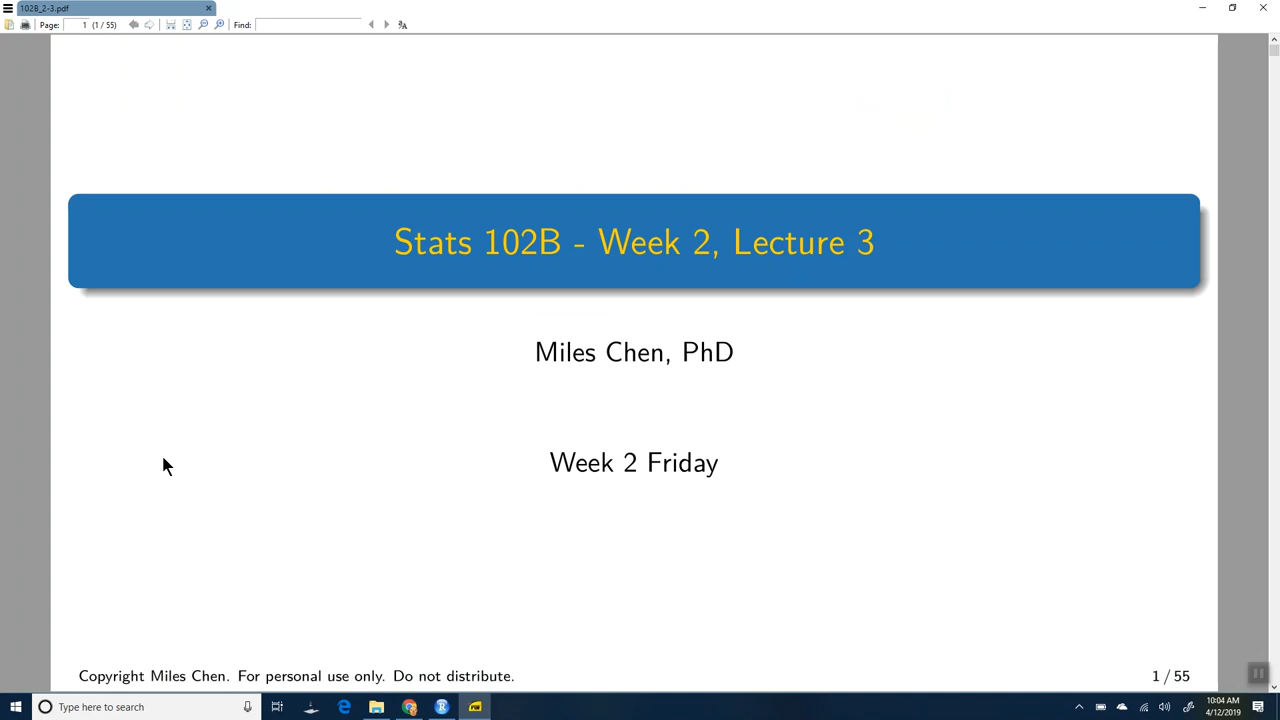 102B_2-3.pdf
Page: 1 (1 / 55) Find:
Stats 102B - Week 2, Lecture 3
Miles Chen, PhD
Week 2 Friday
Copyright Miles Chen. For personal use only. Do not distribute.
1 / 55
Type here to search
10:04 AM
4/12/2019